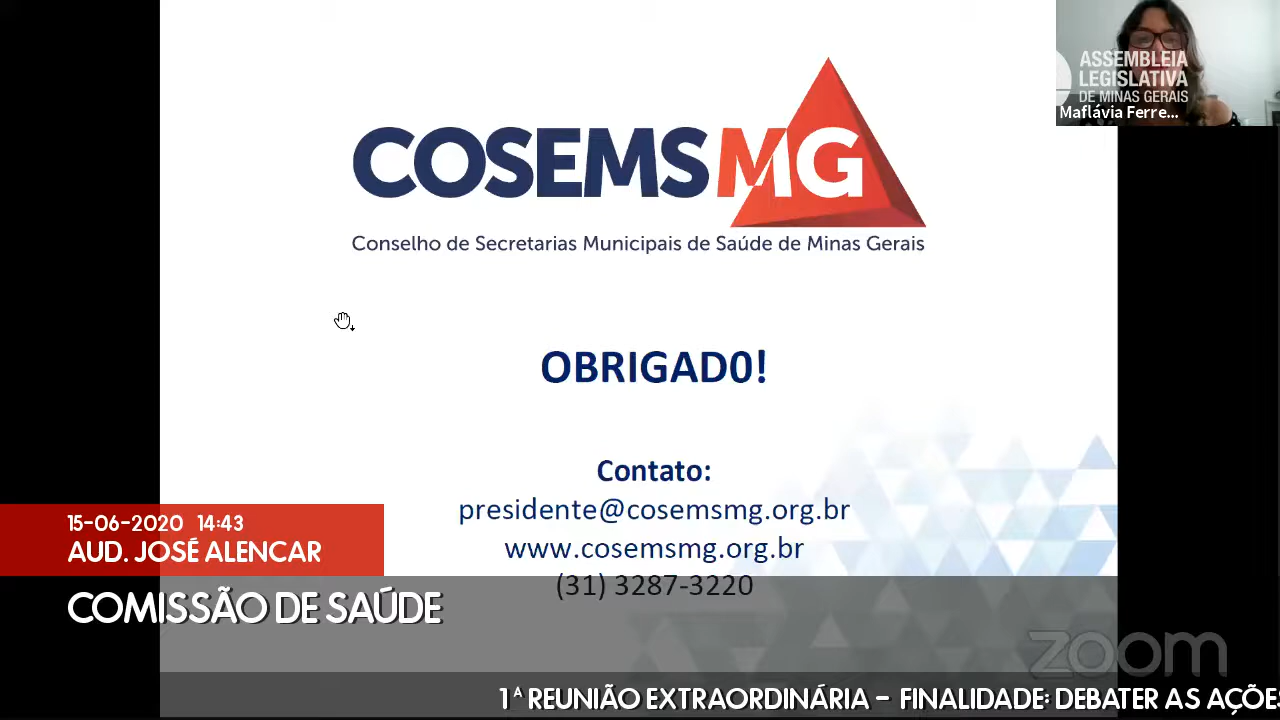 COSEMSMG
Conselho de Secretarias Municipais de Saúde de Minas Gerais
ASSEMBLEIA
LEGISLATIVA
DE MINAS GERAIS
Maflávia Ferre...
OBRIGAD0!
Contato:
presidente@cosemsmg.org.br
www.cosemsmg.org.br
(31) 3287-3220
15-06-2020 14:43
AUD. JOSÉ ALENCAR
COMISSÃO DE SAÚDE
zoom
1ª REUNIÃO EXTRAORDINÁRIA - FINALIDADE: DEBATER AS AÇÕES